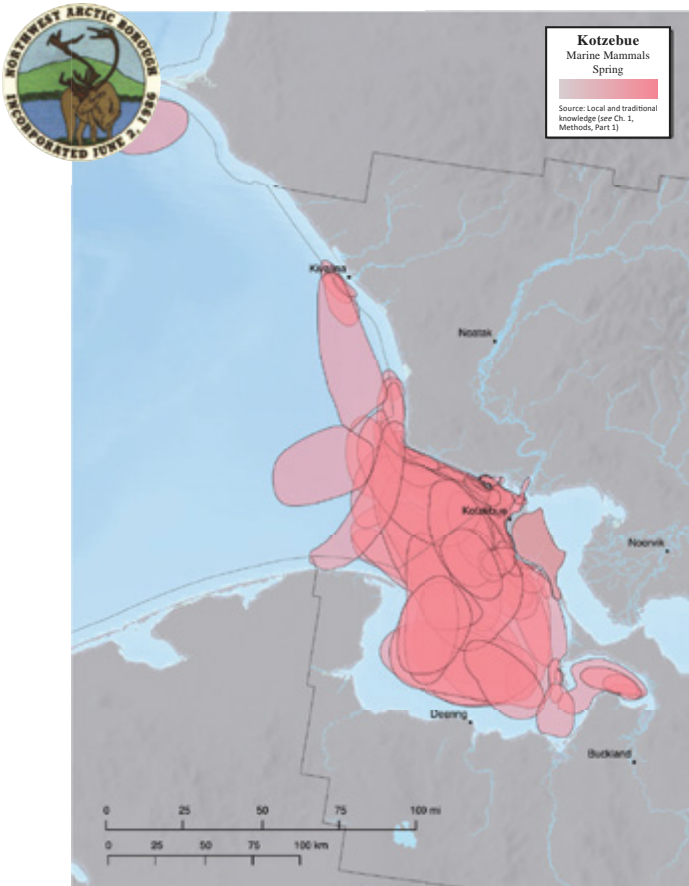 NORTHWEST ARCTIC BOROUGH
INCORPORATED JUNE 2, 1986
Kotzebue
Marine Mammals
Spring
Source: Local and traditional
knowledge (see Ch. 1,
Methods, Part 1)
Kivalina
Noatak
Kotzebue
Noorvik
Deering
Buckland
0 25 50 75 100 mi
0 25 50 75 100 km